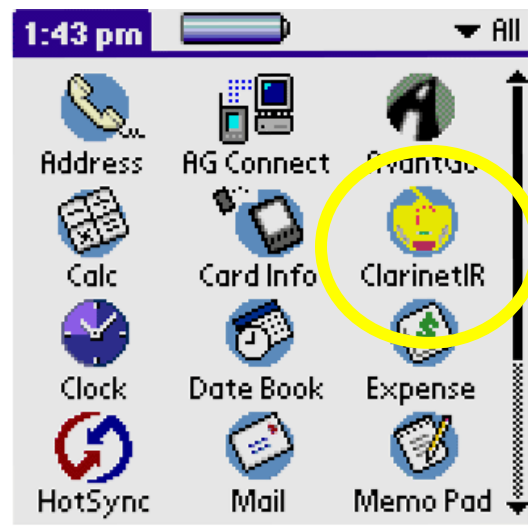 1:43 pm All
Address AG Connect AvantGo
Calc Card Info ClarinetIR
Clock Date Book Expense
HotSync Mail Memo Pad